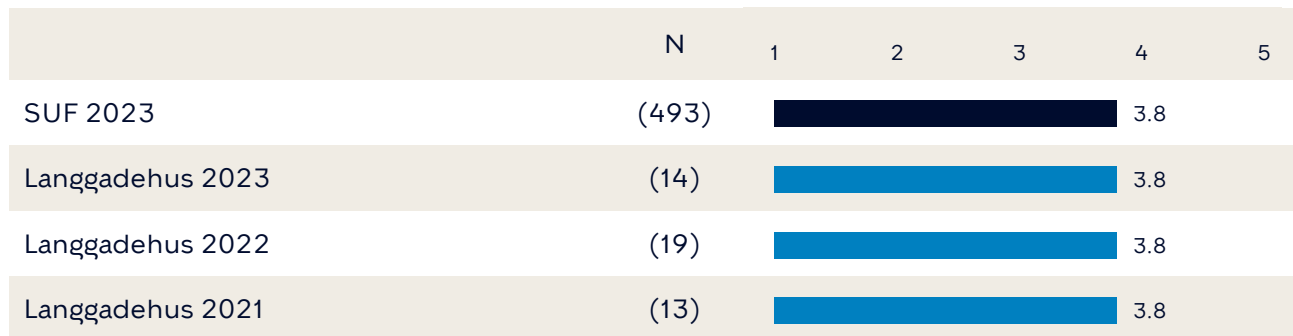 N 1 2 3 4 5
SUF 2023 (493) 3.8
Langgadehus 2023 (14) 3.8
Langgadehus 2022 (19) 3.8
Langgadehus 2021 (13) 3.8